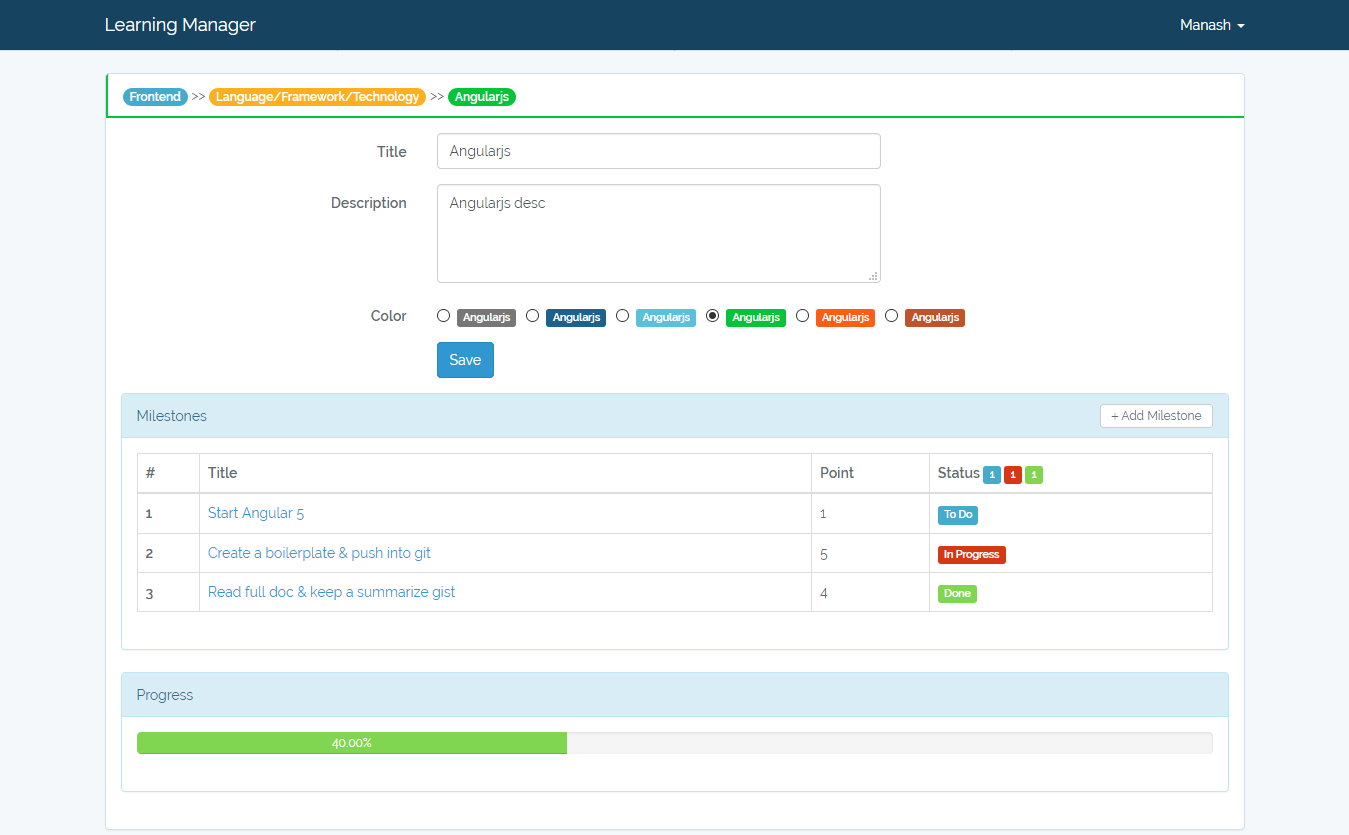 Learning Manager Manash
Frontend >> Language/Framework/Technology >> Angularjs
Title Angularjs
Description Angularjs desc
Color Angularjs Angularjs Angularjs Angularjs Angularjs Angularjs
Save
Milestones + Add Milestone
# Title Point Status 1 1 1
1 Start Angular 5 1 To Do
2 Create a boilerplate & push into git 5 In Progress
3 Read full doc & keep a summarize gist 4 Done
Progress
40.00%